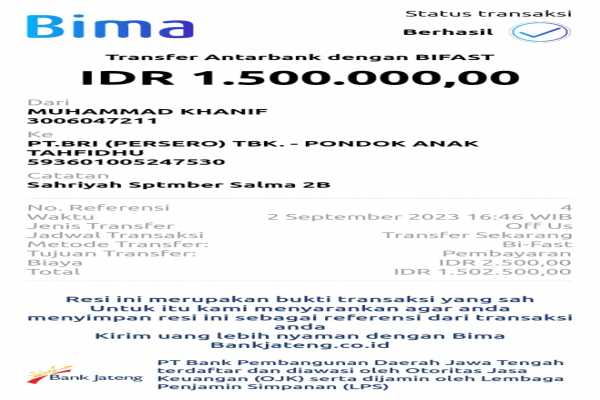 Bima
Status transaksi
Berhasil
Transfer Antarbank dengan BIFAST
IDR 1.500.000,00
Dari
MUHAMMAD KHANIF
3006047211
Ke
PT.BRI (PERSERO) TBK. - PONDOK ANAK
TAHFIDHU
593601005247530
Catatan
Sahriyah Sptmber Salma 2B
No. Referensi 4
Waktu 2 September 2023 16:46 WIB
Jenis Transfer Off Us
Jadwal Transaksi Transfer Sekarang
Metode Transfer: Bi-Fast
Tujuan Transfer: Pembayaran
Biaya IDR 2.500,00
Total IDR 1.502.500,00
Resi ini merupakan bukti transaksi yang sah
Untuk itu kami menyarankan agar anda
menyimpan resi ini sebagai referensi dari transaksi
anda
Kirim uang lebih nyaman dengan Bima
Bankjateng.co.id
Bank Jateng
PT Bank Pembangunan Daerah Jawa Tengah
terdaftar dan diawasi oleh Otoritas Jasa
Keuangan (OJK) serta dijamin oleh Lembaga
Penjamin Simpanan (LPS)